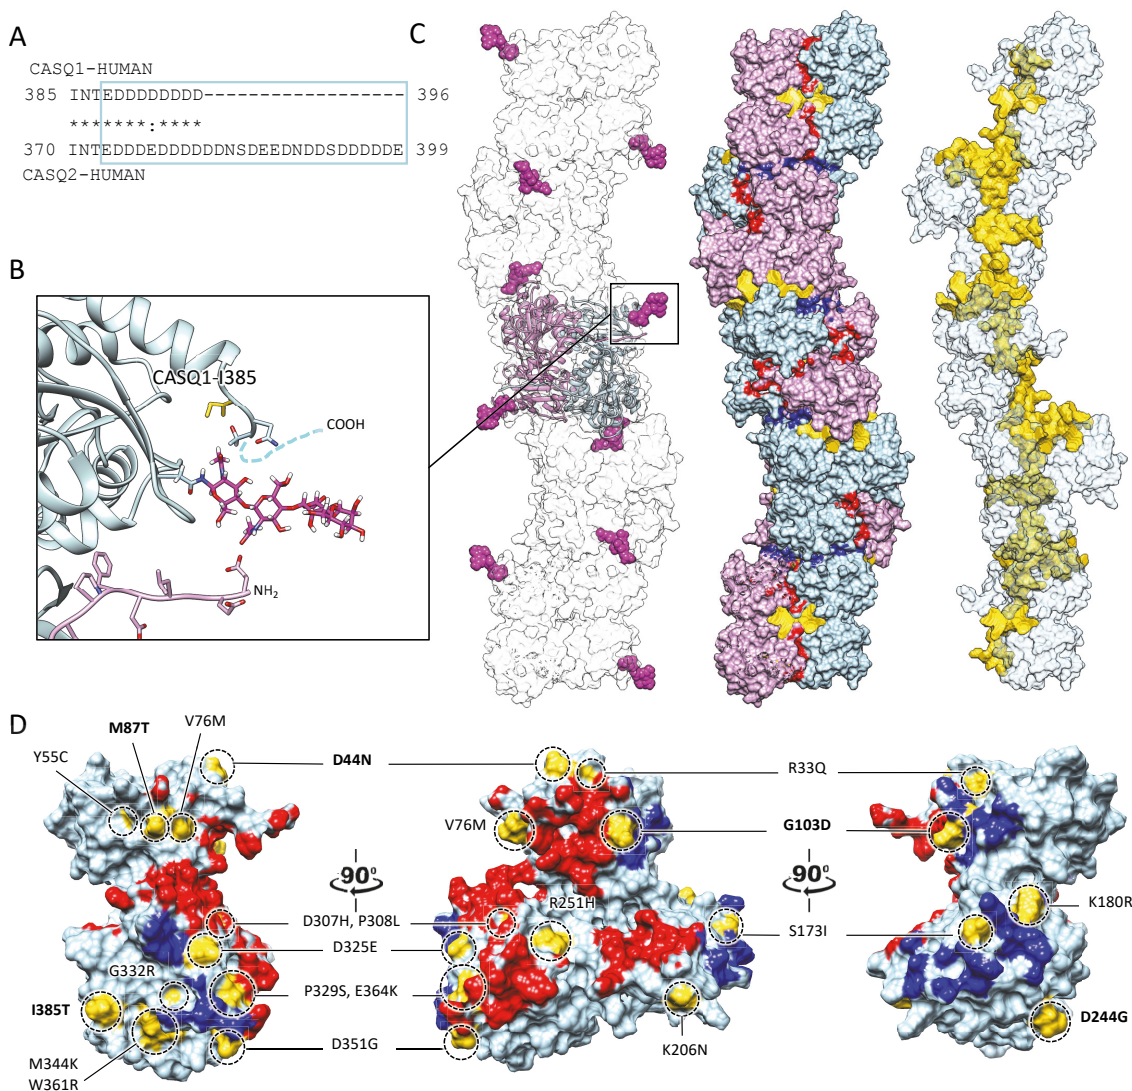 A
CASQ1-HUMAN
385 INTEDDDDDDDD------------------ 396
*******:****
370 INTEDDDEDDDDDDNSDEEDNDDSDDDDDE 399
CASQ2-HUMAN
B
CASQ1-I385
COOH
NH2
C
D
M87T
V76M
Y55C
D44N
R33Q
V76M
G103D
90°
90°
R251H
K180R
D307H, P308L
S173I
D325E
G332R
P329S, E364K
I385T
D244G
D351G
K206N
M344K
W361R